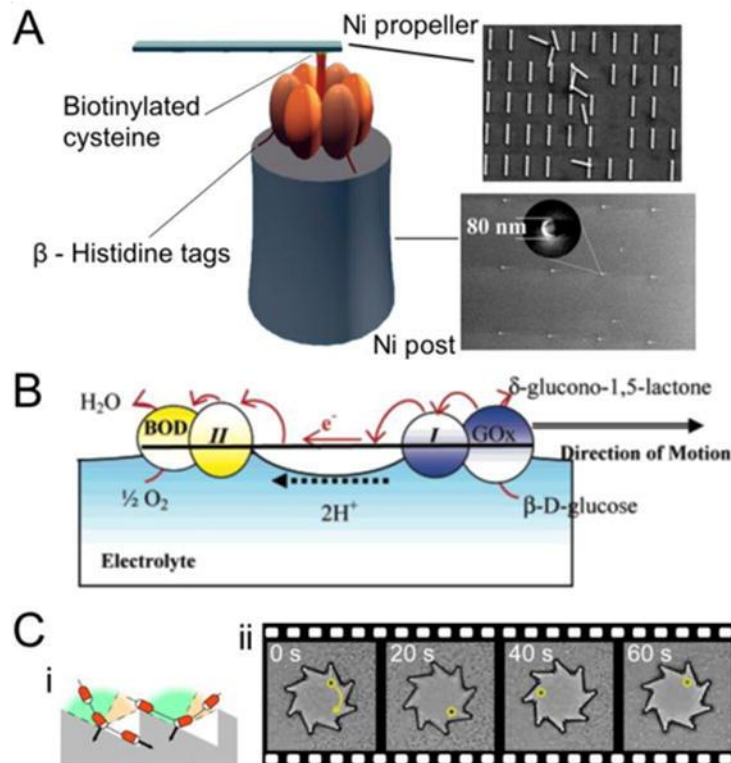 A
Ni propeller
Biotinylated
cysteine
β - Histidine tags
80 nm
Ni post
B
H₂O
BOD
II
e⁻
I
GOx
δ-glucono-1,5-lactone
Direction of Motion
½ O₂
2H⁺
β-D-glucose
Electrolyte
C
i
ii
0 s
20 s
40 s
60 s